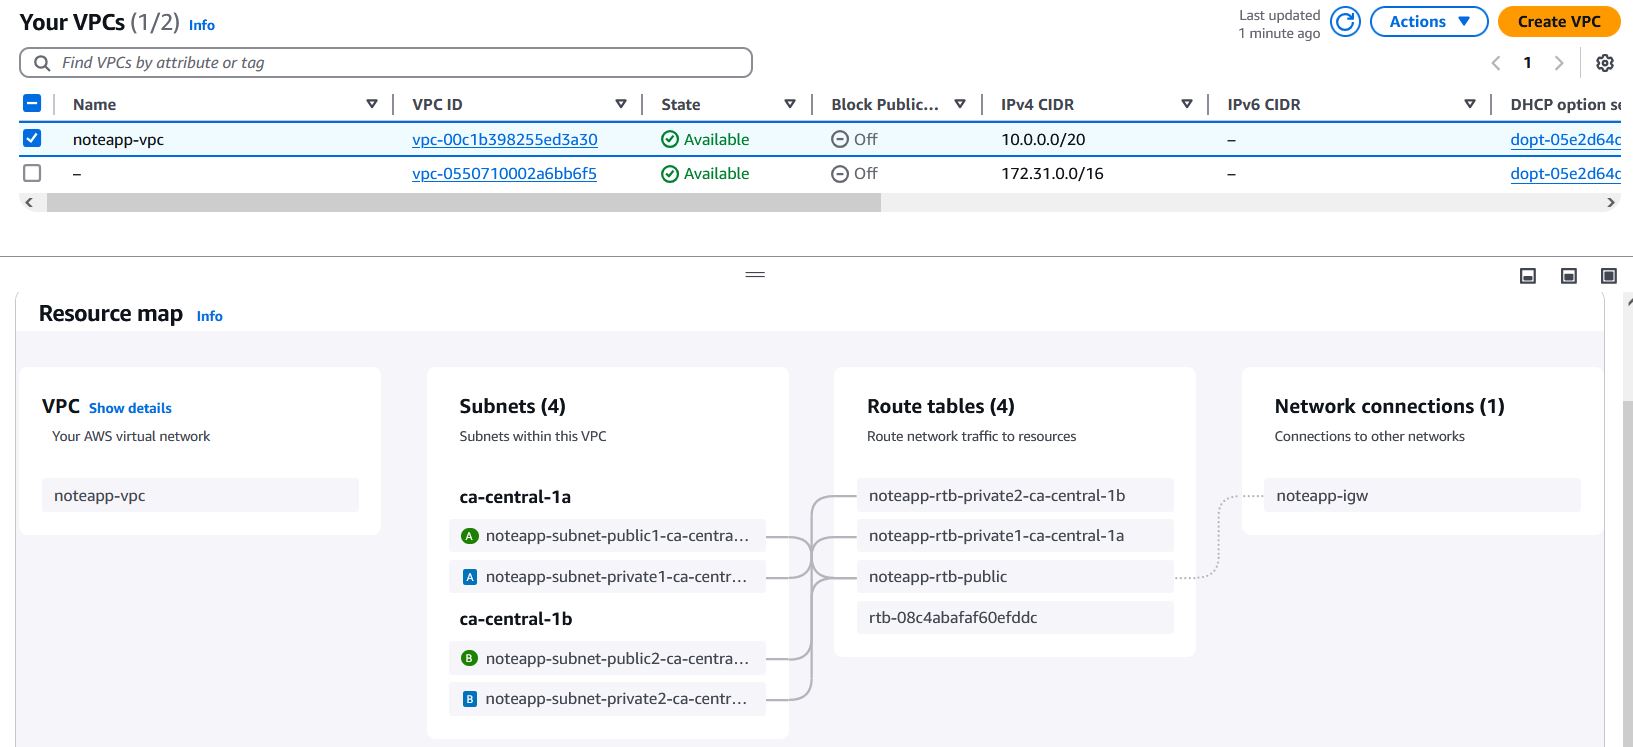 Your VPCs (1/2) Info
Last updated
1 minute ago
Actions
Create VPC
Find VPCs by attribute or tag
1
Name VPC ID State Block Public... IPv4 CIDR IPv6 CIDR DHCP option se
noteapp-vpc vpc-00c1b398255ed3a30 Available Off 10.0.0.0/20 – dopt-05e2d64c
– vpc-0550710002a6bb6f5 Available Off 172.31.0.0/16 – dopt-05e2d64c
Resource map Info
VPC Show details
Your AWS virtual network
noteapp-vpc
Subnets (4)
Subnets within this VPC
ca-central-1a
A noteapp-subnet-public1-ca-centra...
A noteapp-subnet-private1-ca-centr...
ca-central-1b
B noteapp-subnet-public2-ca-centra...
B noteapp-subnet-private2-ca-centr...
Route tables (4)
Route network traffic to resources
noteapp-rtb-private2-ca-central-1b
noteapp-rtb-private1-ca-central-1a
noteapp-rtb-public
rtb-08c4abafaf60efddc
Network connections (1)
Connections to other networks
noteapp-igw